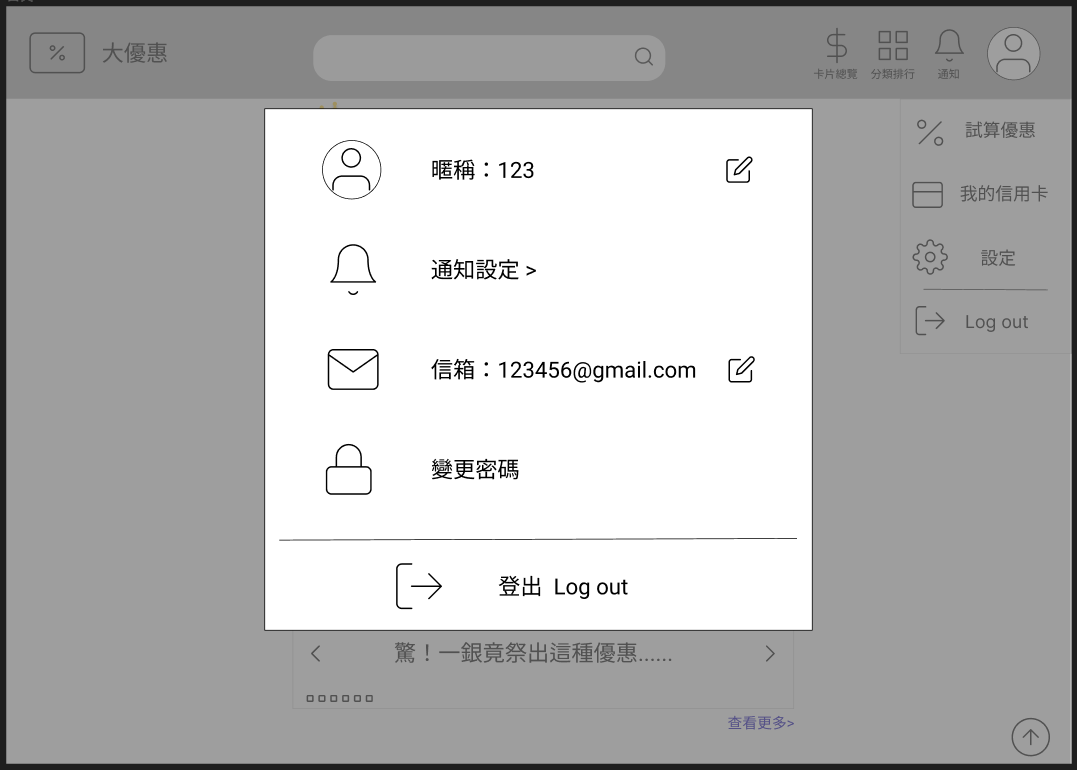 大優惠
卡片總覽
分類排行
通知
試算優惠
我的信用卡
設定
Log out
暱稱：123
通知設定 >
信箱：123456@gmail.com
變更密碼
登出 Log out
驚！一銀竟祭出這種優惠......
查看更多>